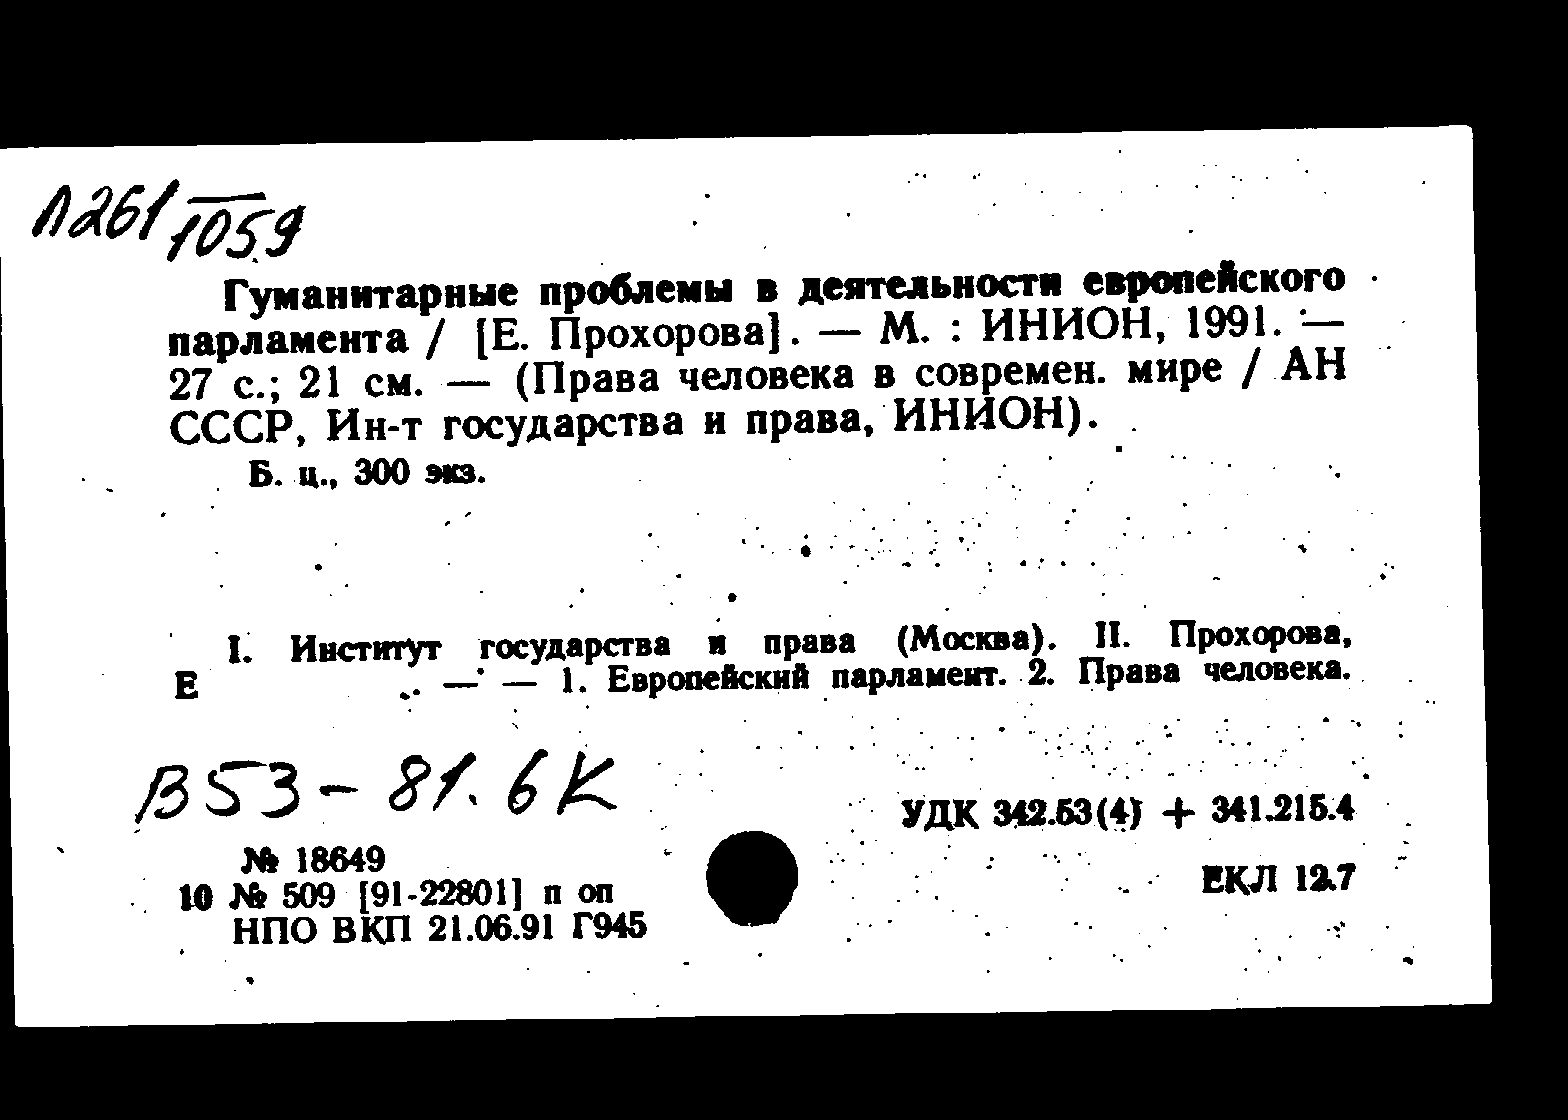 Л261/1059
Гуманитарные проблемы в деятельности европейского
парламента / [Е. Прохорова]. — М. : ИНИОН, 1991. —
27 с.; 21 см. — (Права человека в современ. мире / АН
СССР, Ин-т государства и права, ИНИОН).
Б. ц., 300 экз.
I. Институт государства и права (Москва). II. Прохорова,
Е — — 1. Европейский парламент. 2. Права человека.
В53-81.6К
УДК 342.53(4) + 341.215.4
№ 18649
ЕКЛ 12.7
10 № 509 [91-22801] п оп
НПО ВКП 21.06.91 Г945